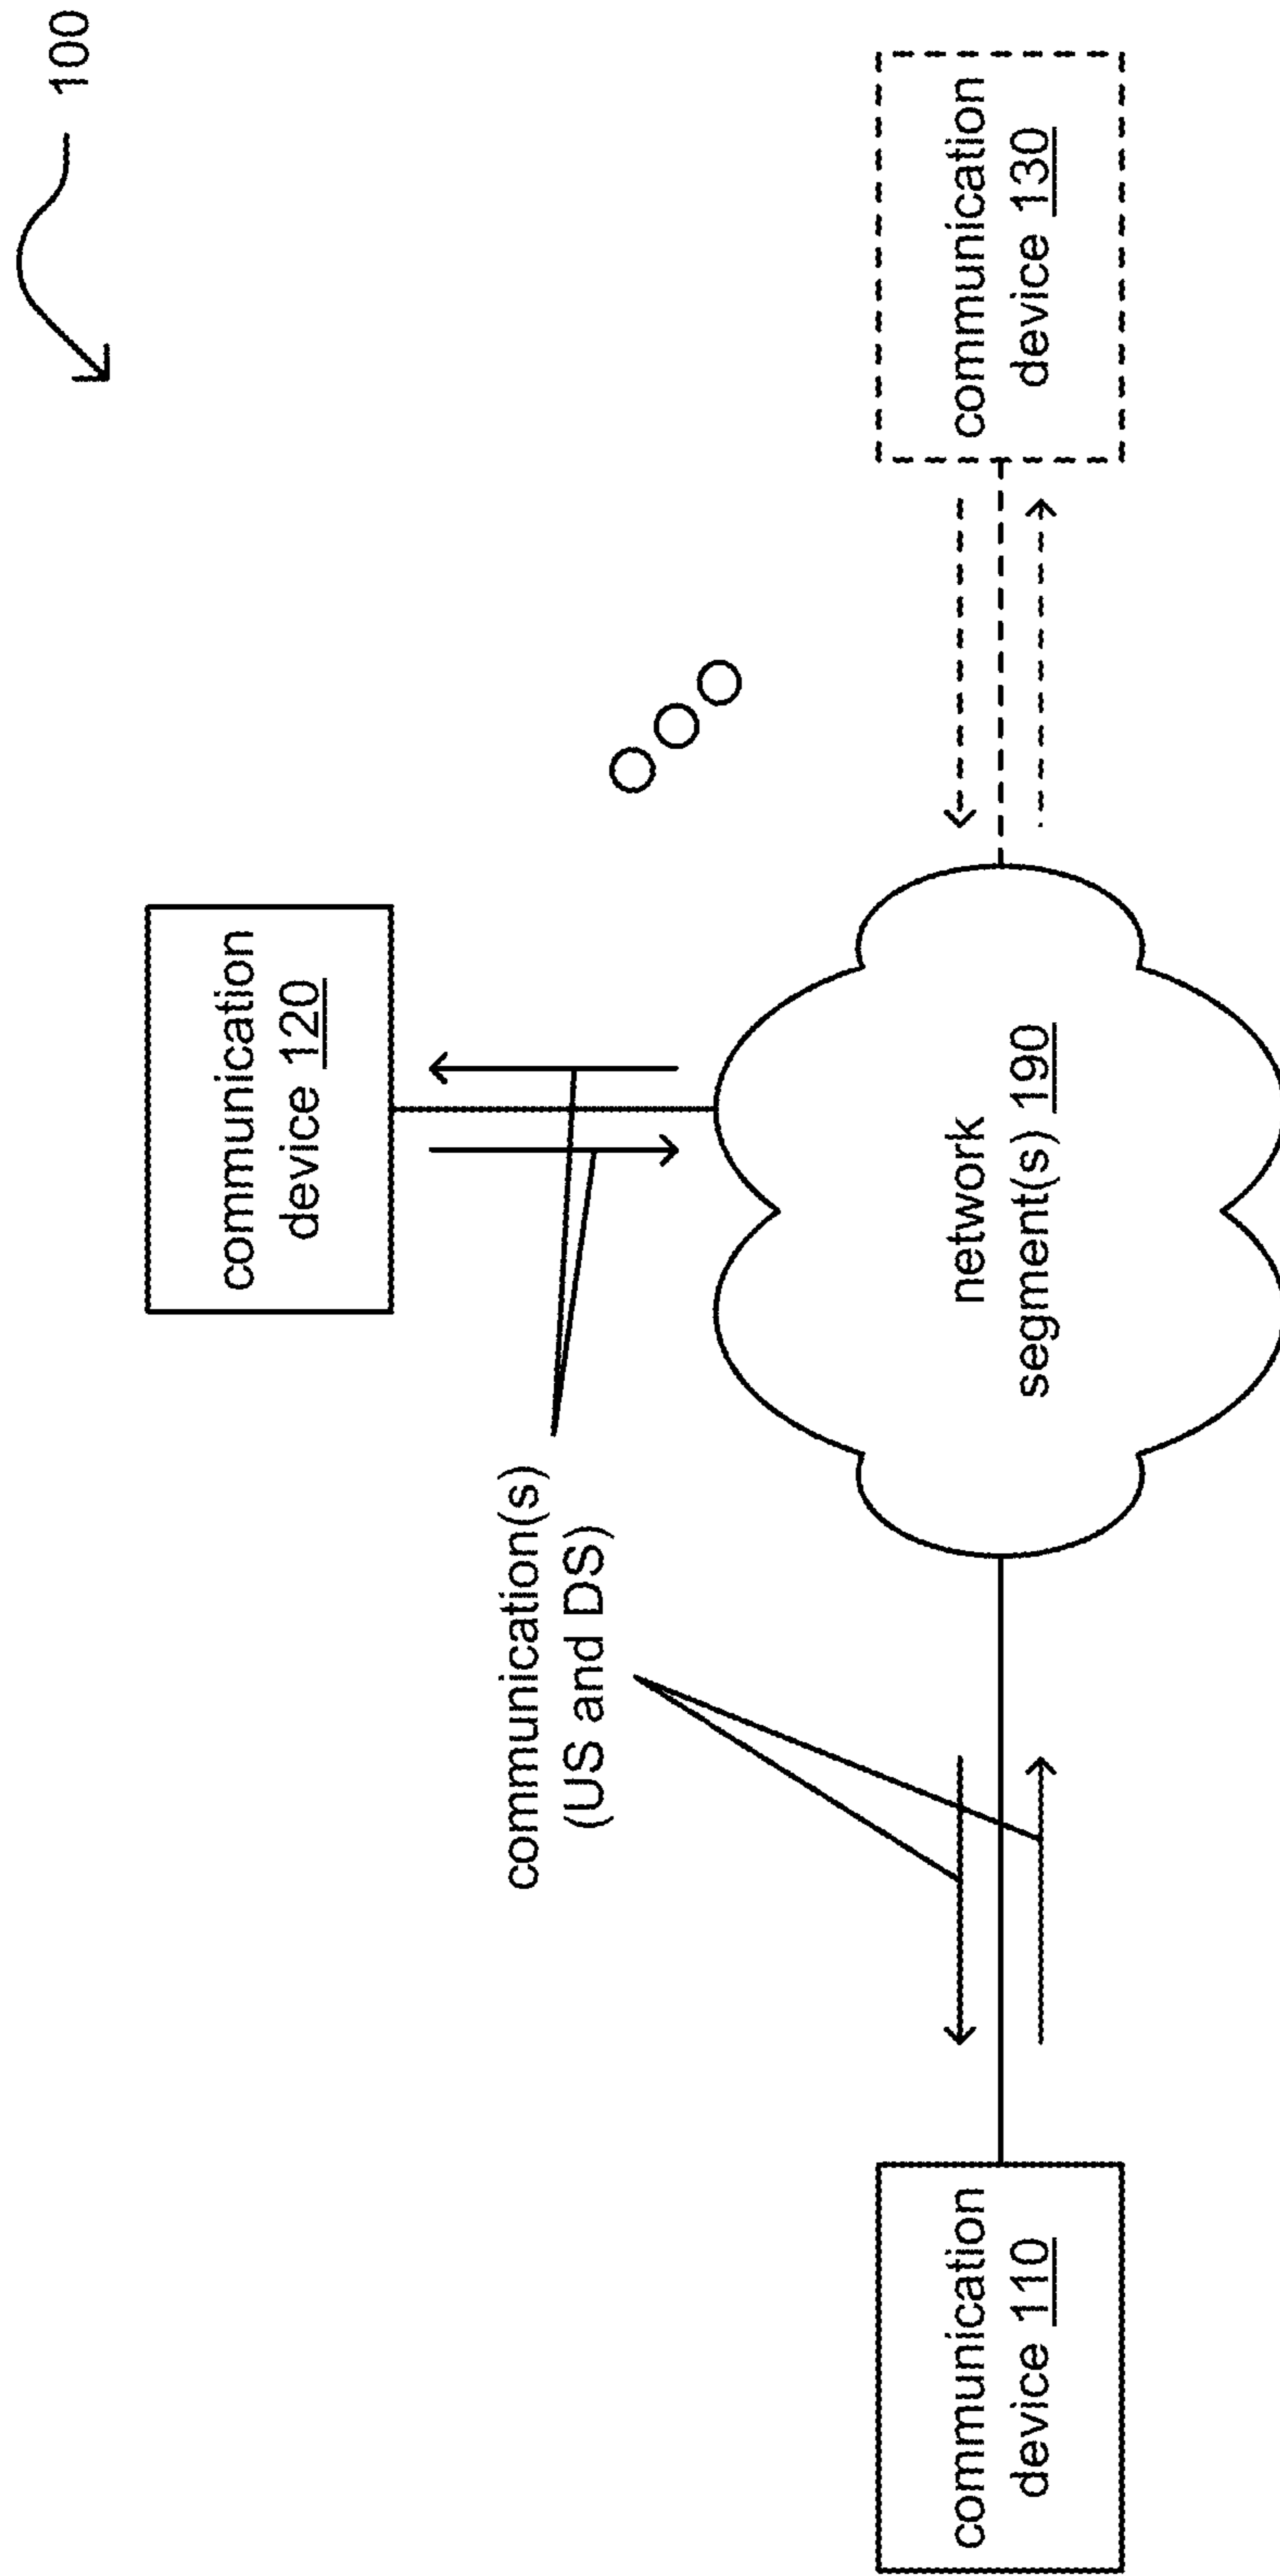 100
communication
device 120
communication(s)
(US and DS)
communication
device 110
network
segment(s) 190
communication
device 130